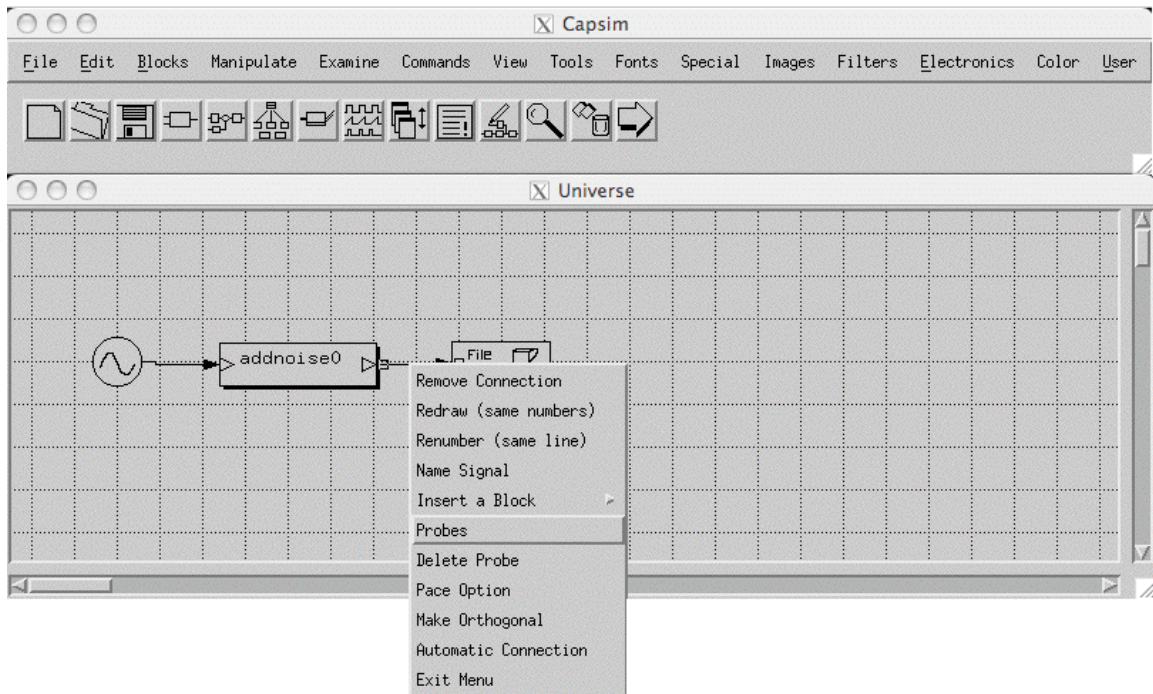 Capsim
File Edit Blocks Manipulate Examine Commands View Tools Fonts Special Images Filters Electronics Color User
Universe
addnoise0
File
Remove Connection
Redraw (same numbers)
Renumber (same line)
Name Signal
Insert a Block
Probes
Delete Probe
Pace Option
Make Orthogonal
Automatic Connection
Exit Menu